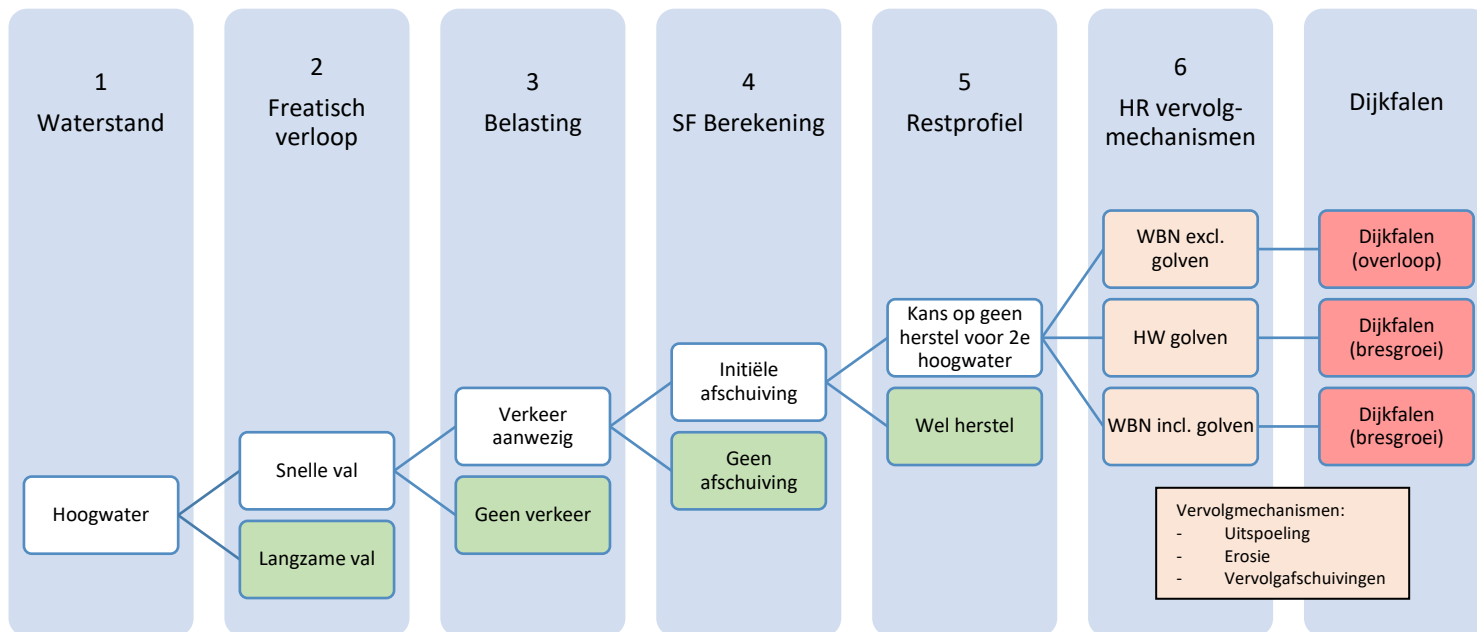 1
Waterstand
2
Freatisch
verloop
3
Belasting
4
SF Berekening
5
Restprofiel
6
HR vervolg-
mechanismen
Dijkfalen
Hoogwater
Snelle val
Langzame val
Verkeer
aanwezig
Geen verkeer
Initiële
afschuiving
Geen
afschuiving
Kans op geen
herstel voor 2e
hoogwater
Wel herstel
WBN excl.
golven
HW golven
WBN incl. golven
Dijkfalen
(overloop)
Dijkfalen
(bresgroei)
Dijkfalen
(bresgroei)
Vervolgmechanismen:
- Uitspoeling
- Erosie
- Vervolgafschuivingen